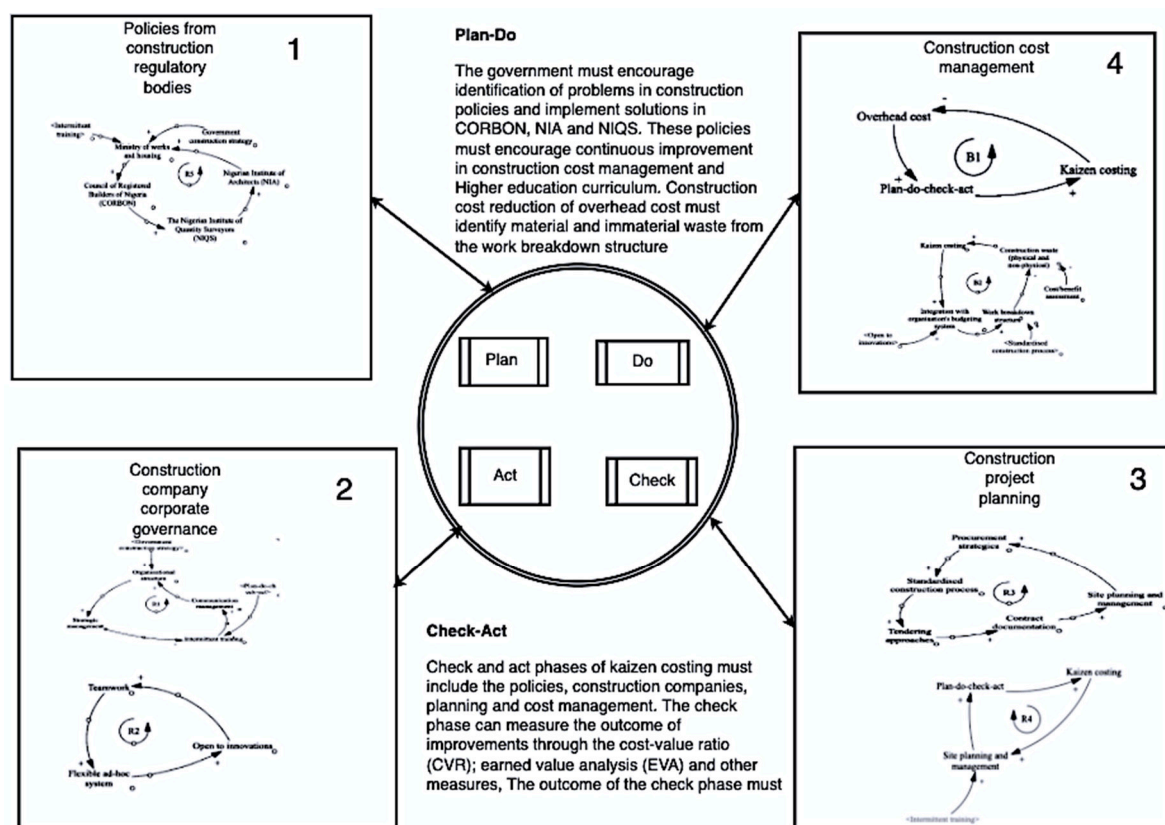 Policies from
construction
regulatory
bodies
1
<Intermittent
training>
Government
construction strategy
Ministry of works
and housing
R5
Nigerian Institute of
Architects (NIA)
Council of Registered
Builders of Nigeria
(CORBON)
The Nigerian Institute of
Quantity Surveyors
(NIQS)
Plan-Do
The government must encourage
identification of problems in construction
policies and implement solutions in
CORBON, NIA and NIQS. These policies
must encourage continuous improvement
in construction cost management and
Higher education curriculum. Construction
cost reduction of overhead cost must
identify material and immaterial waste from
the work breakdown structure
Construction cost
management
4
Overhead cost
B1
Kaizen costing
Plan-do-check-act
Kaizen costing
Construction waste
(physical and
non-physical)
B2
Cost/benefit
assessment
Integration with
organisation's budgeting
system
Work breakdown
structure
<Open to
innovations>
<Standardised
construction process>
Plan
Do
Act
Check
Construction
company
corporate
governance
2
<Government
construction strategy>
Organisational
structure
<Plan-do-ch
Communication
management
R1
Strategic
management
Intermittent training
Teamwork
R2
Open to innovations
Flexible ad-hoc
system
Check-Act
Check and act phases of kaizen costing must
include the policies, construction companies,
planning and cost management. The check
phase can measure the outcome of
improvements through the cost-value ratio
(CVR); earned value analysis (EVA) and other
measures, The outcome of the check phase must
Construction
project
planning
3
Procurement
strategies
Standardised
construction process
R3
Site planning and
management
Contract
documentation
Tendering
approaches
Kaizen costing
Plan-do-check-act
R4
Site planning and
management
<Intermittent training>